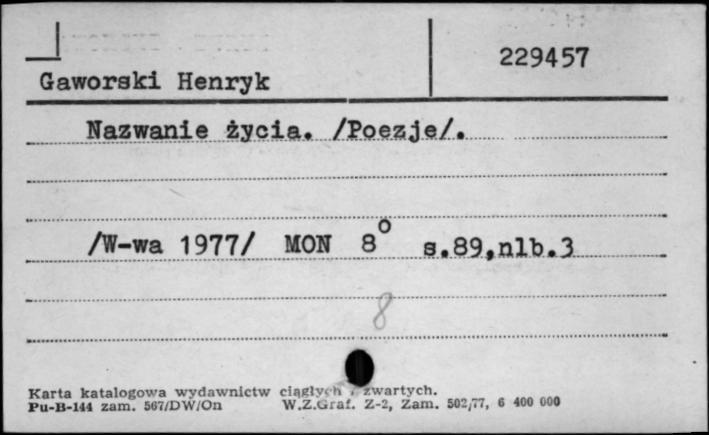 229457
Gaworski Henryk
Nazwanie życia. /Poezje/.
/W-wa 1977/ MON 8° s.89,nlb.3
8
Karta katalogowa wydawnictw ciągłych i zwartych.
Pu-B-144 zam. 567/DW/On W.Z.Graf. Z-2, Zam. 502/77, 6 400 000